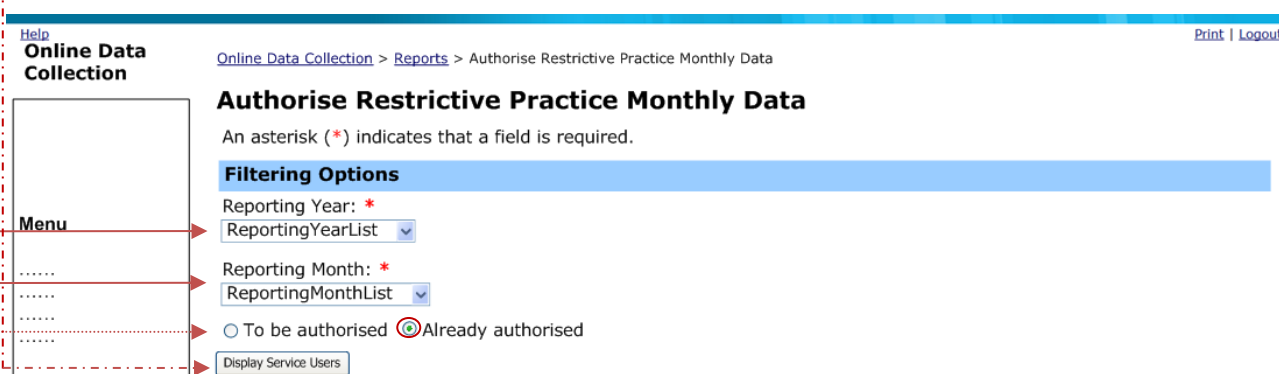 Help
Print | Logout
Online Data
Collection
Online Data Collection > Reports > Authorise Restrictive Practice Monthly Data
Authorise Restrictive Practice Monthly Data
An asterisk (*) indicates that a field is required.
Filtering Options
Reporting Year: *
ReportingYearList
Menu
Reporting Month: *
ReportingMonthList
......
......
......
......
To be authorised Already authorised
Display Service Users